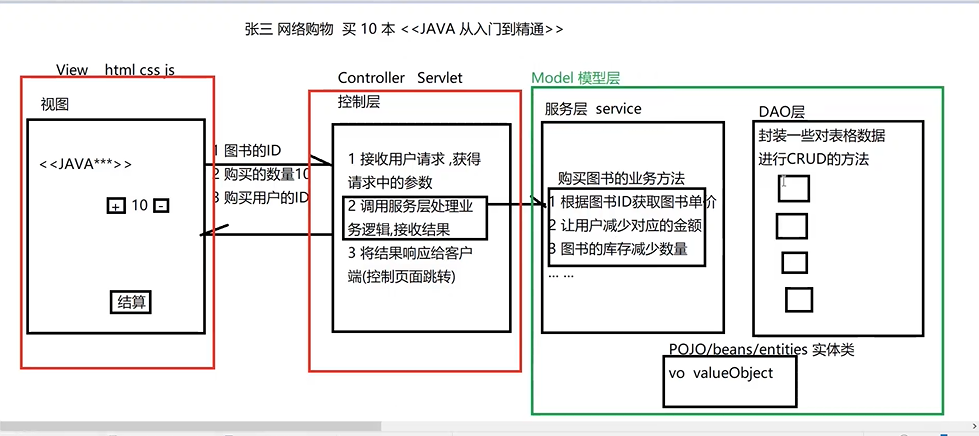 张三 网络购物 买 10 本 <<JAVA 从入门到精通>>
View html css js
视图
<<JAVA***>>
+ 10 -
结算
1 图书的ID
2 购买的数量10
3 购买用户的ID
Controller Servlet
控制层
1 接收用户请求 ,获得
请求中的参数
2 调用服务层处理业
务逻辑,接收结果
3 将结果响应给客户
端(控制页面跳转)
Model 模型层
服务层 service
购买图书的业务方法
1 根据图书ID获取图书单价
2 让用户减少对应的金额
3 图书的库存减少数量
... ...
DAO层
封装一些对表格数据
进行CRUD的方法
POJO/beans/entities 实体类
vo valueObject